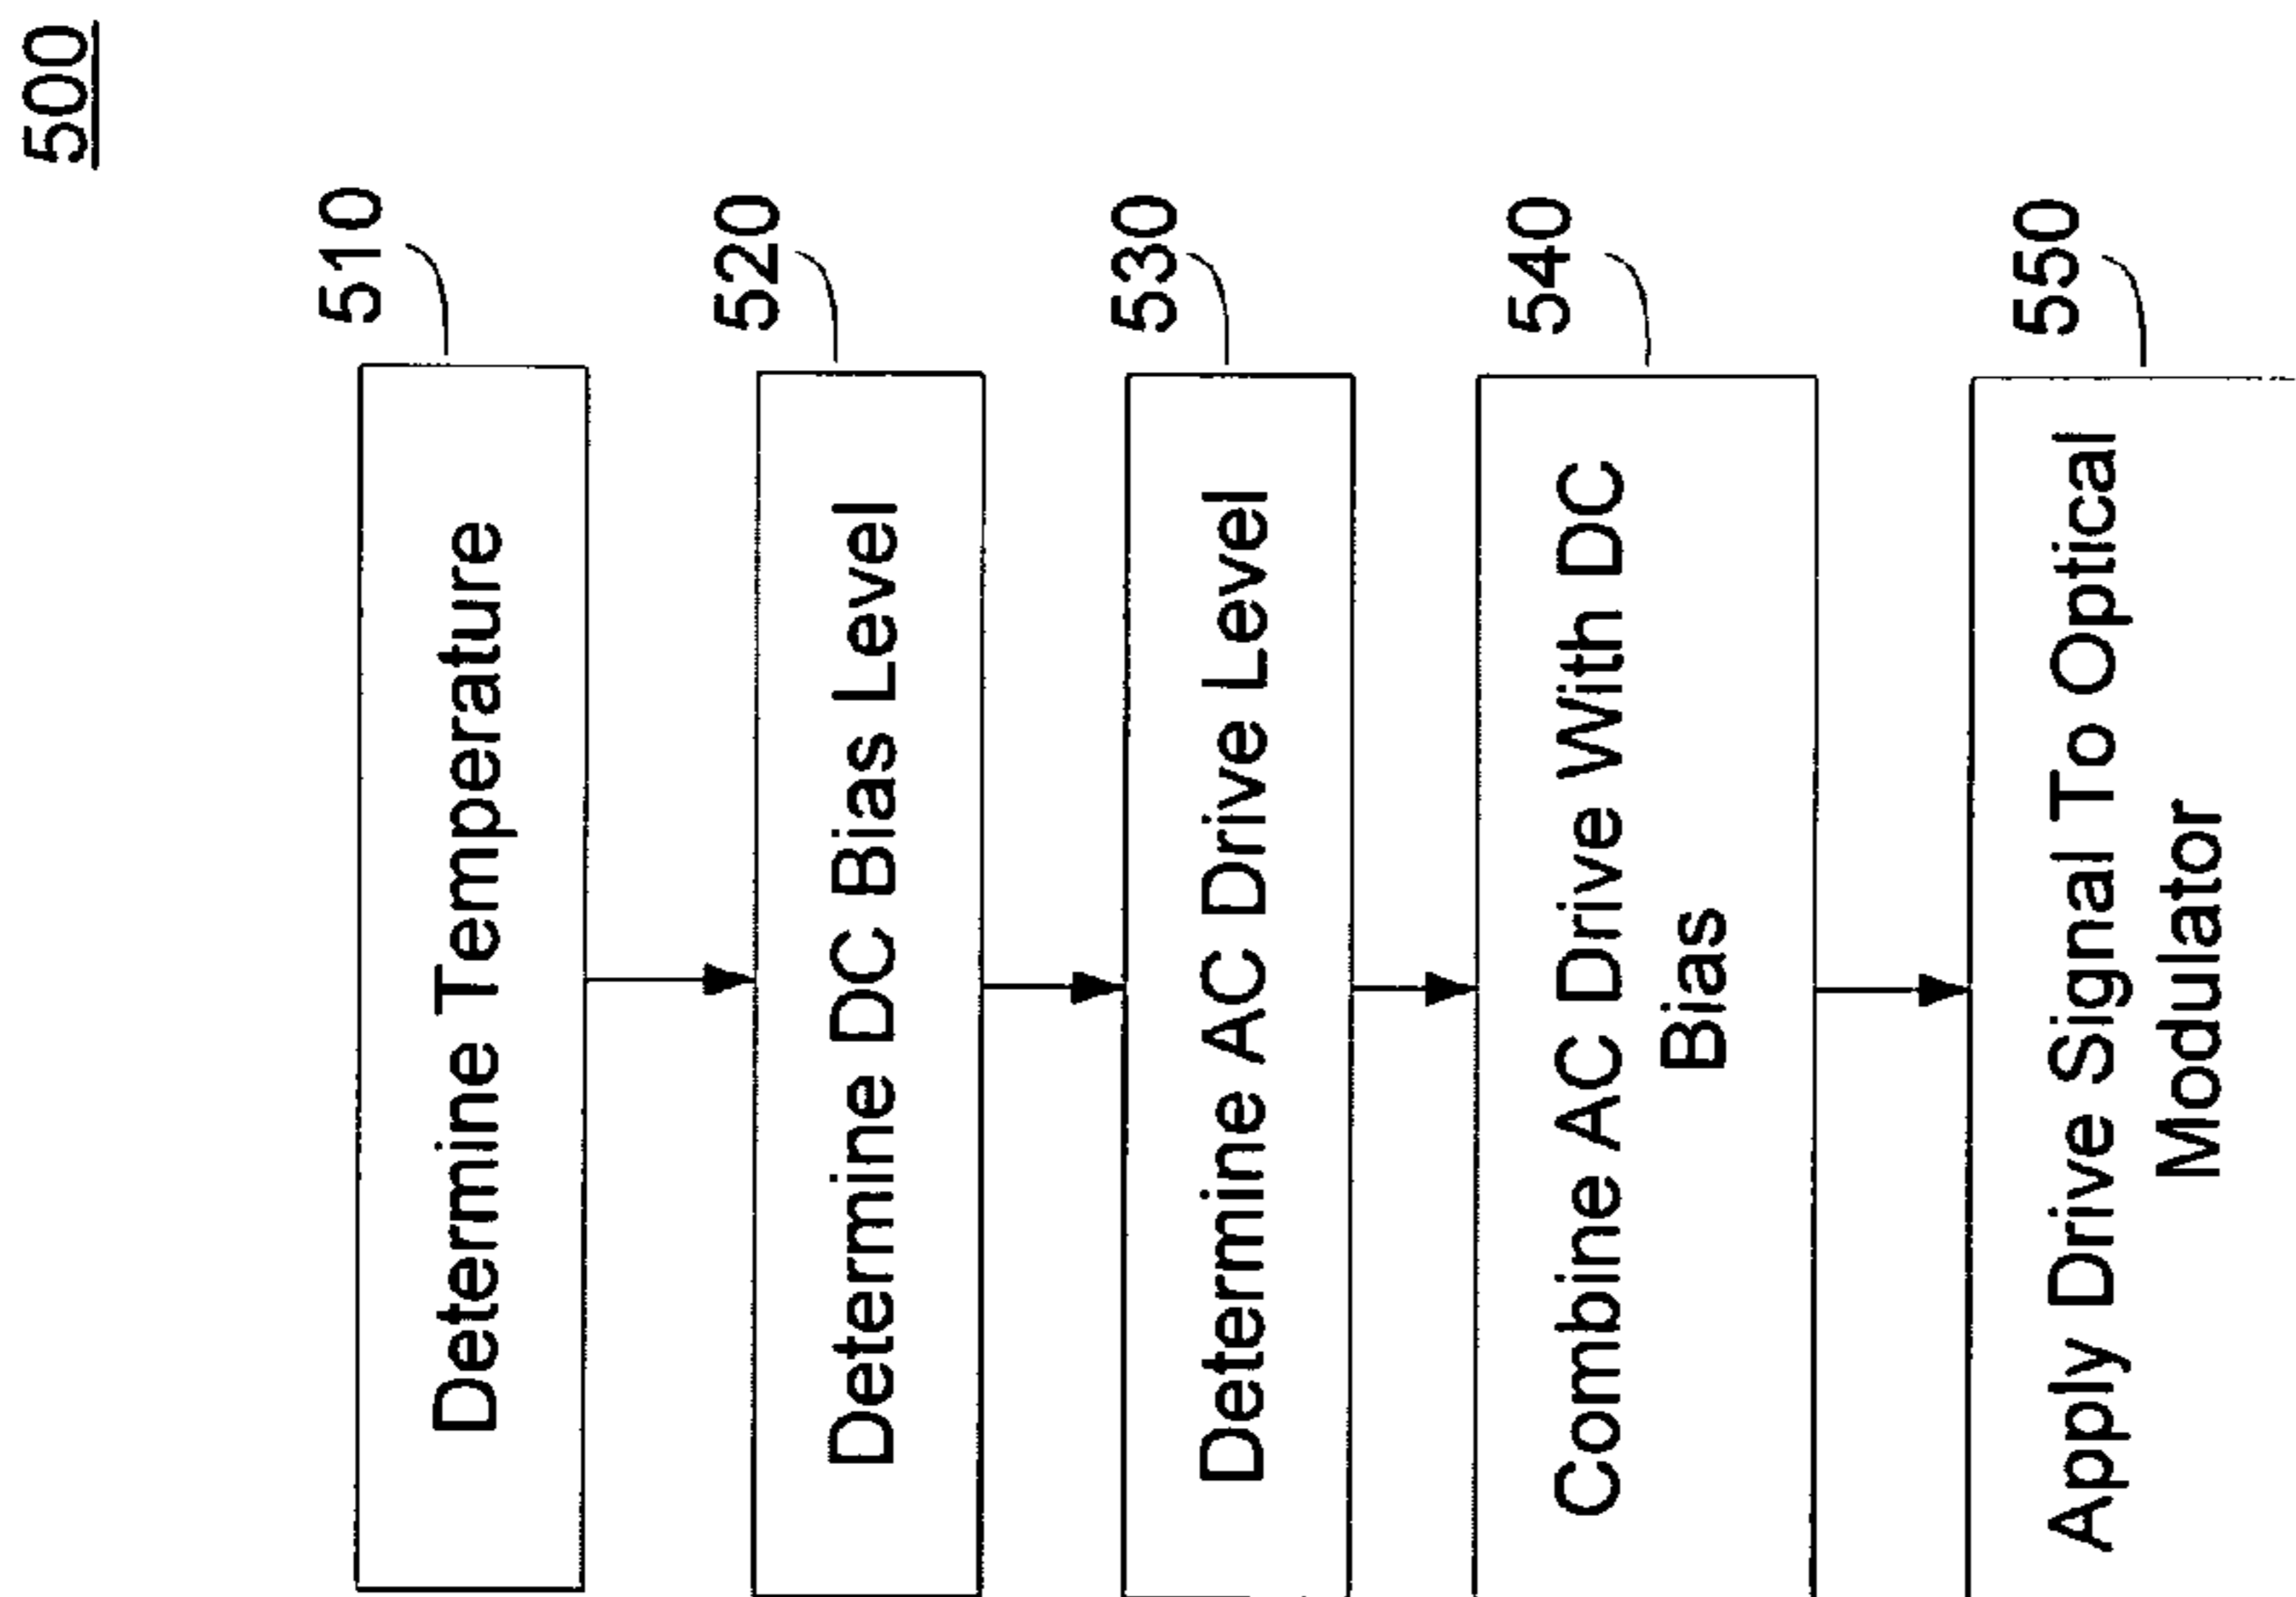 500
510
Determine Temperature
520
Determine DC Bias Level
530
Determine AC Drive Level
540
Combine AC Drive With DC
Bias
550
Apply Drive Signal To Optical
Modulator